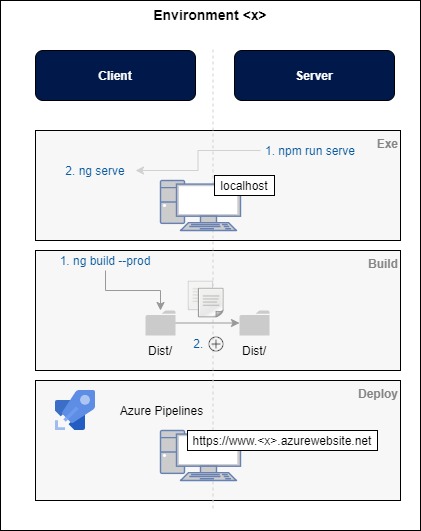 Environment <x>
Client
Server
Exe
1. npm run serve
2. ng serve
localhost
Build
1. ng build --prod
2.
Dist/
Dist/
Deploy
Azure Pipelines
https://www.<x>.azurewebsite.net